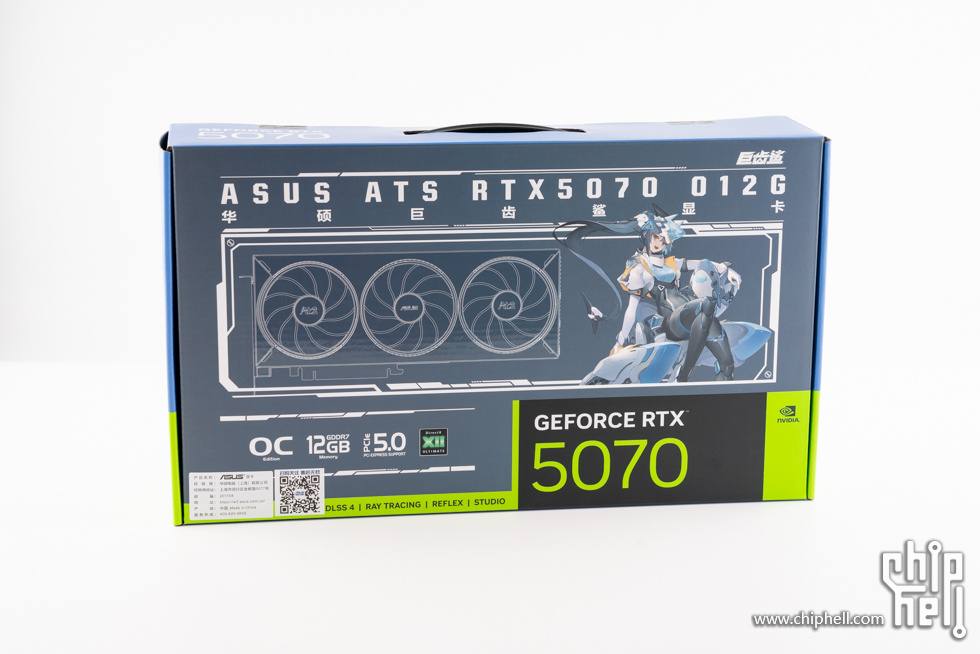 GEFORCE RTX
5070
巨齿鲨
ASUS ATS RTX5070 O12G
华硕巨齿鲨显卡
OC
Edition
12GB
GDDR7
Memory
PCIe 5.0
PCI EXPRESS SUPPORT
DirectX
XII
ULTIMATE
GEFORCE RTX™
5070
NVIDIA
ASUS
DLSS 4 | RAY TRACING | REFLEX | STUDIO
chip
hell
www.chiphell.com